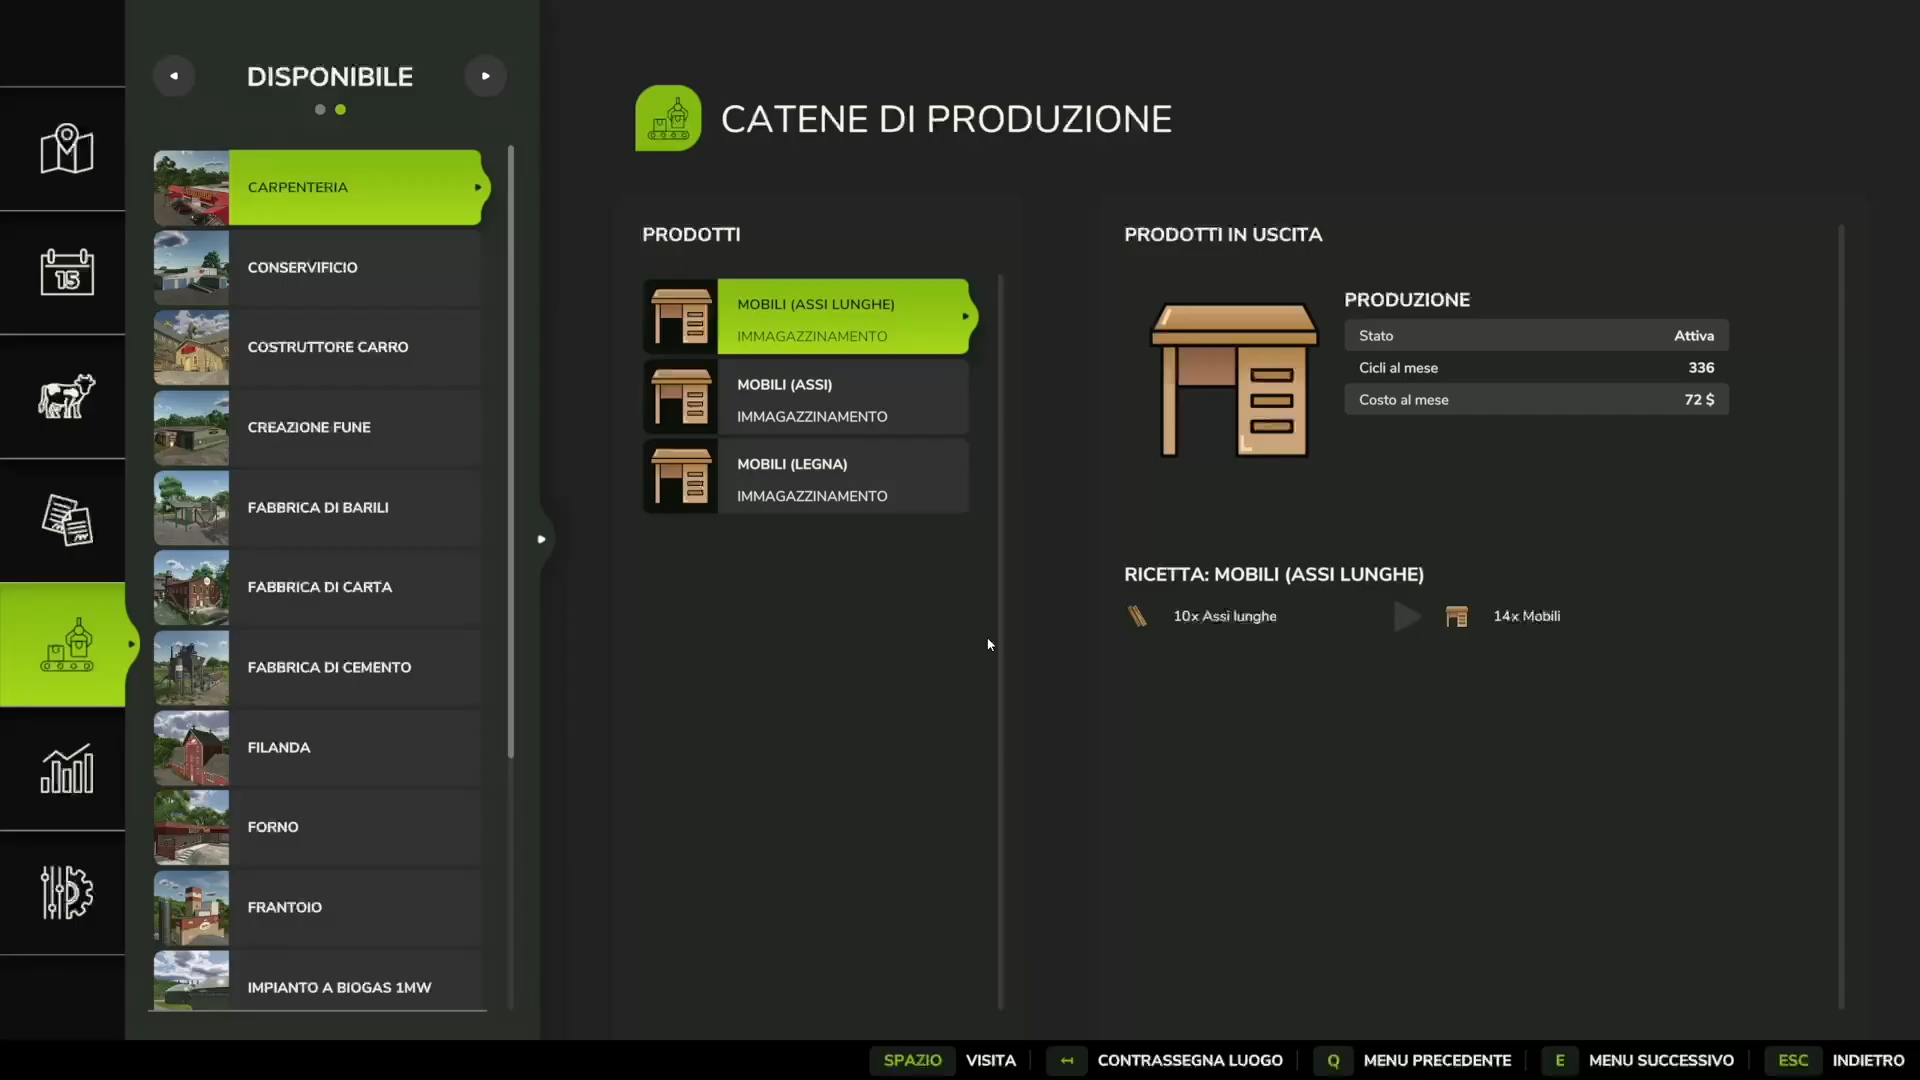 DISPONIBILE
CARPENTERIA
CONSERVIFICIO
COSTRUTTORE CARRO
CREAZIONE FUNE
FABBRICA DI BARILI
FABBRICA DI CARTA
FABBRICA DI CEMENTO
FILANDA
FORNO
FRANTOIO
IMPIANTO A BIOGAS 1MW
15
CATENE DI PRODUZIONE
PRODOTTI
MOBILI (ASSI LUNGHE)
IMMAGAZZINAMENTO
MOBILI (ASSI)
IMMAGAZZINAMENTO
MOBILI (LEGNA)
IMMAGAZZINAMENTO
PRODOTTI IN USCITA
PRODUZIONE
Stato Attiva
Cicli al mese 336
Costo al mese 72 $
RICETTA: MOBILI (ASSI LUNGHE)
10x Assi lunghe 14x Mobili
SPAZIO VISITA CONTRASSEGNA LUOGO Q MENU PRECEDENTE E MENU SUCCESSIVO ESC INDIETRO